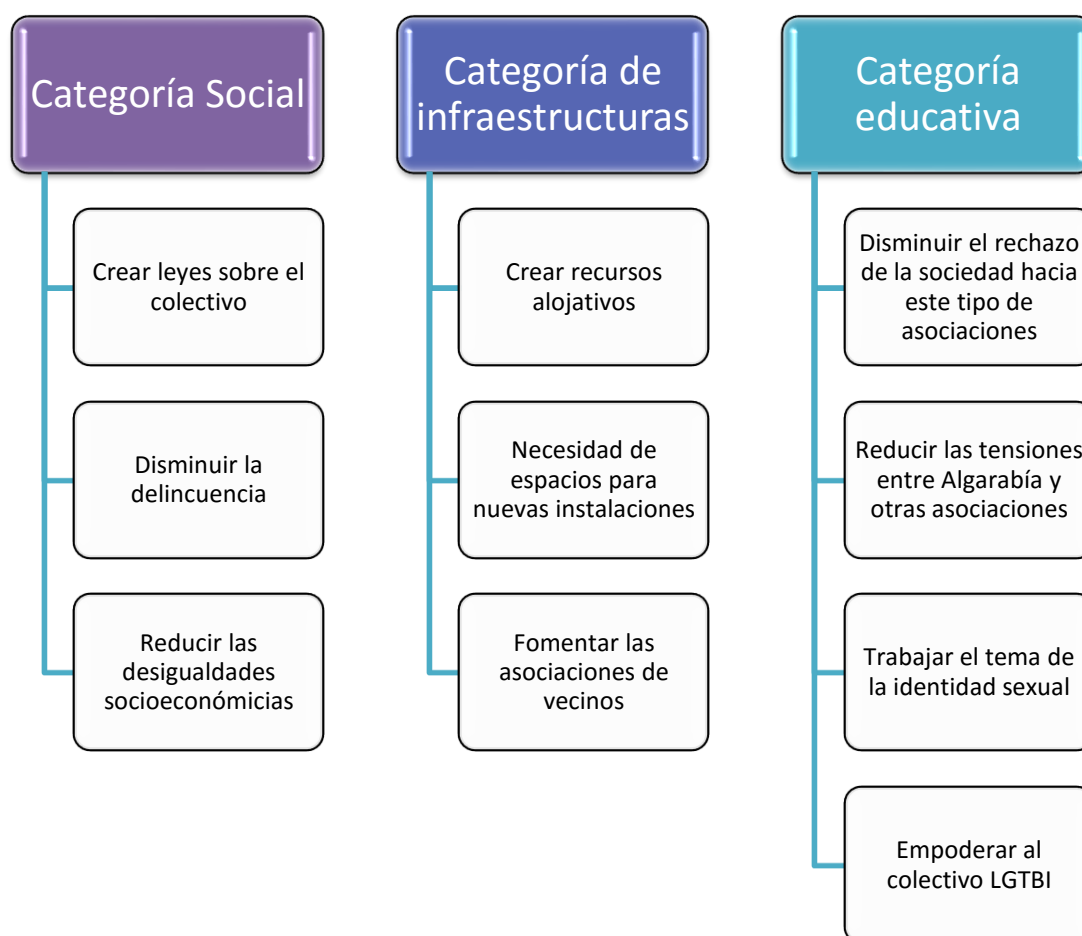 Categoría Social
Crear leyes sobre el
colectivo
Disminuir la
delincuencia
Reducir las
desigualdades
socioeconómicias
Categoría de
infraestructuras
Crear recursos
alojativos
Necesidad de
espacios para
nuevas instalaciones
Fomentar las
asociaciones de
vecinos
Categoría
educativa
Disminuir el rechazo
de la sociedad hacia
este tipo de
asociaciones
Reducir las tensiones
entre Algarabía y
otras asociaciones
Trabajar el tema de
la identidad sexual
Empoderar al
colectivo LGTBI